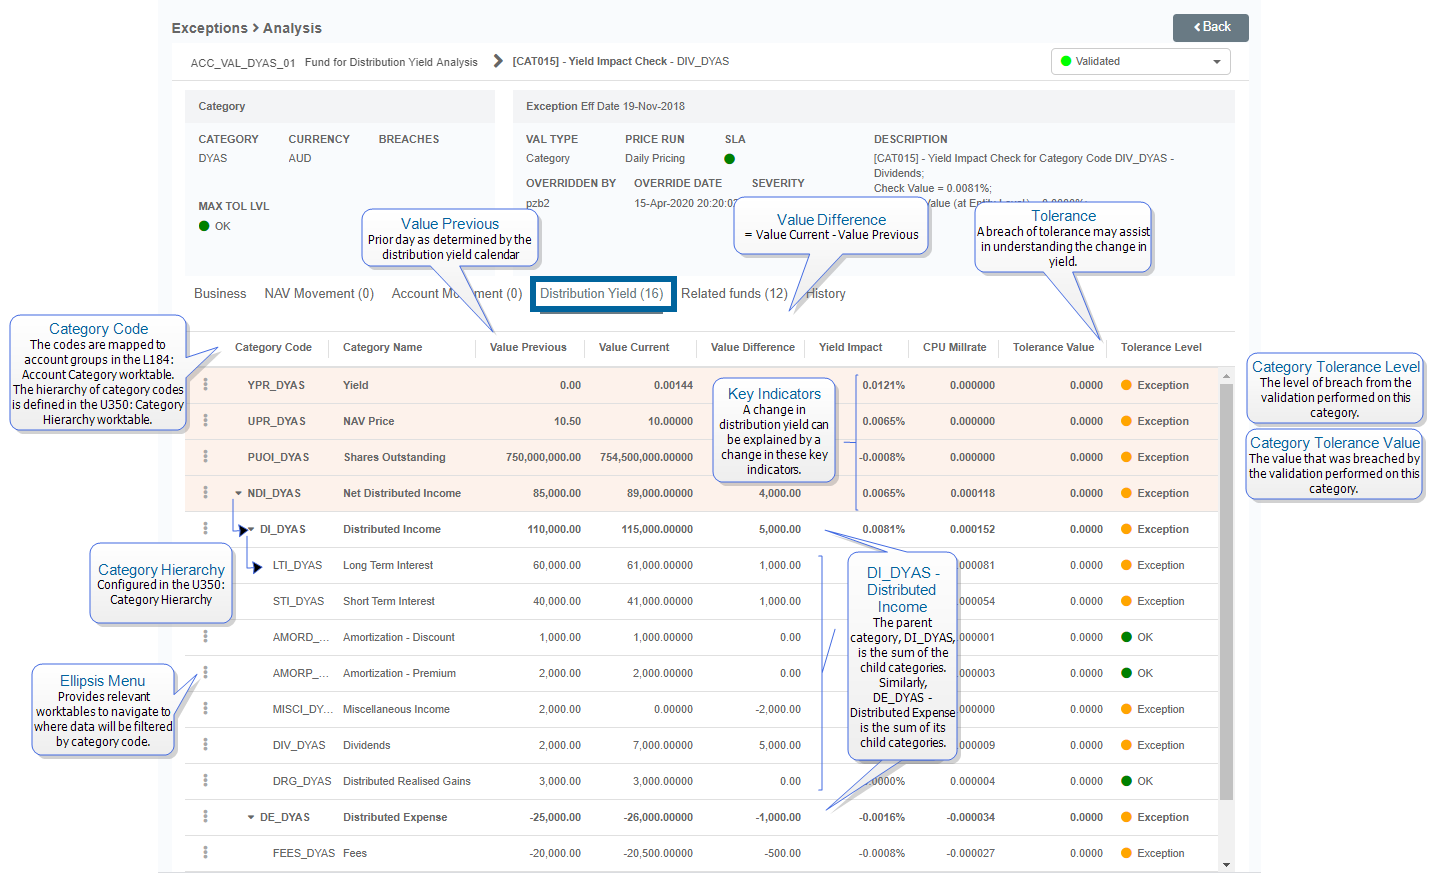 Exceptions > Analysis
Back
ACC_VAL_DYAS_01 Fund for Distribution Yield Analysis > [CAT015] - Yield Impact Check - DIV_DYAS
Validated
Category
CATEGORY CURRENCY BREACHES
DYAS AUD
MAX TOL LVL
OK
Exception Eff Date 19-Nov-2018
VAL TYPE PRICE RUN SLA DESCRIPTION
Category Daily Pricing
[CAT015] - Yield Impact Check for Category Code DIV_DYAS -
Dividends;
Check Value = 0.0081%;
OVERRIDDEN BY OVERRIDE DATE SEVERITY
pzb2 15-Apr-2020 20:20:0
Value Previous
Prior day as determined by the
distribution yield calendar
Value Difference
= Value Current - Value Previous
Tolerance
A breach of tolerance may assist
in understanding the change in
yield.
Business NAV Movement (0) Account Movement (0) Distribution Yield (16) Related funds (12) History
Category Code
The codes are mapped to
account groups in the L184:
Account Category worktable.
The hierarchy of category codes
is defined in the U350: Category
Hierarchy worktable.
Category Code Category Name Value Previous Value Current Value Difference Yield Impact CPU Millrate Tolerance Value Tolerance Level
YPR_DYAS Yield 0.00 0.00144 0.0121% 0.000000 0.0000 Exception
UPR_DYAS NAV Price 10.50 10.00000 0.0065% 0.000000 0.0000 Exception
PUOI_DYAS Shares Outstanding 750,000,000.00 754,500,000.00000 -0.0008% 0.000000 0.0000 Exception
NDI_DYAS Net Distributed Income 85,000.00 89,000.00000 4,000.00 0.0065% 0.000118 0.0000 Exception
DI_DYAS Distributed Income 110,000.00 115,000.00000 5,000.00 0.0081% 0.000152 0.0000 Exception
LTI_DYAS Long Term Interest 60,000.00 61,000.00000 1,000.00 .000081 0.0000 Exception
STI_DYAS Short Term Interest 40,000.00 41,000.00000 1,000.00 .000054 0.0000 Exception
AMORD_... Amortization - Discount 1,000.00 1,000.00000 0.00 .000001 0.0000 OK
AMORP_... Amortization - Premium 2,000.00 2,000.00000 0.00 .000003 0.0000 OK
MISCI_DY... Miscellaneous Income 2,000.00 0.00000 -2,000.00 .000000 0.0000 Exception
DIV_DYAS Dividends 2,000.00 7,000.00000 5,000.00 .000009 0.0000 Exception
DRG_DYAS Distributed Realised Gains 3,000.00 3,000.00000 0.00 .0000% 0.000004 0.0000 OK
DE_DYAS Distributed Expense -25,000.00 -26,000.00000 -1,000.00 -0.0016% -0.000034 0.0000 Exception
FEES_DYAS Fees -20,000.00 -20,500.00000 -500.00 -0.0008% -0.000027 0.0000 Exception
Key Indicators
A change in
distribution yield can
be explained by a
change in these key
indicators.
Category Tolerance Level
The level of breach from the
validation performed on this
category.
Category Tolerance Value
The value that was breached by
the validation performed on this
category.
Category Hierarchy
Configured in the U350:
Category Hierarchy
Ellipsis Menu
Provides relevant
worktables to navigate to
where data will be filtered
by category code.
DI_DYAS -
Distributed
Income
The parent
category, DI_DYAS,
is the sum of the
child categories.
Similarly,
DE_DYAS -
Distributed Expense
is the sum of its
child categories.